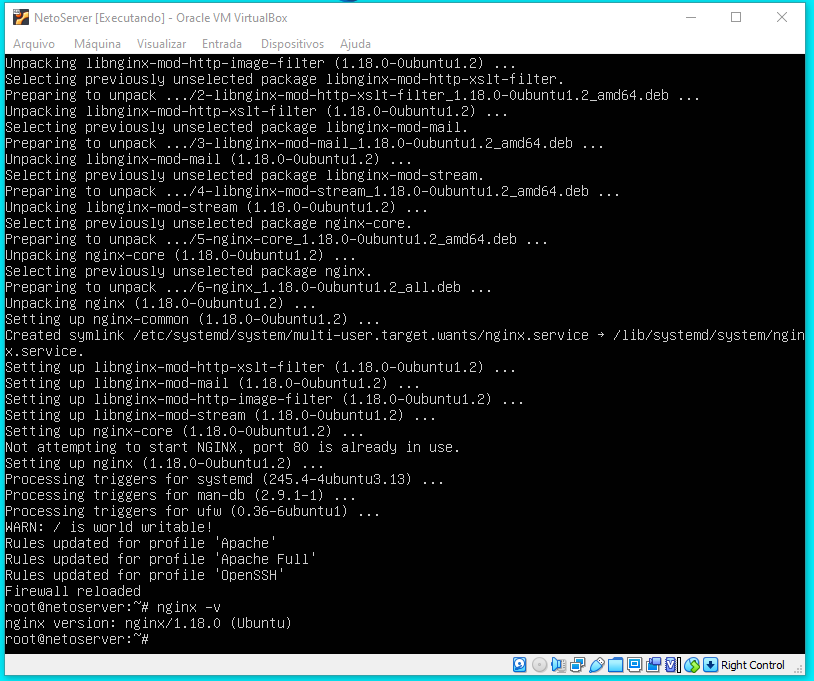 NetoServer [Executando] - Oracle VM VirtualBox
Arquivo Máquina Visualizar Entrada Dispositivos Ajuda
Unpacking libnginx-mod-http-image-filter (1.18.0-0ubuntu1.2) ...
Selecting previously unselected package libnginx-mod-http-xslt-filter.
Preparing to unpack .../2-libnginx-mod-http-xslt-filter_1.18.0-0ubuntu1.2_amd64.deb ...
Unpacking libnginx-mod-http-xslt-filter (1.18.0-0ubuntu1.2) ...
Selecting previously unselected package libnginx-mod-mail.
Preparing to unpack .../3-libnginx-mod-mail_1.18.0-0ubuntu1.2_amd64.deb ...
Unpacking libnginx-mod-mail (1.18.0-0ubuntu1.2) ...
Selecting previously unselected package libnginx-mod-stream.
Preparing to unpack .../4-libnginx-mod-stream_1.18.0-0ubuntu1.2_amd64.deb ...
Unpacking libnginx-mod-stream (1.18.0-0ubuntu1.2) ...
Selecting previously unselected package nginx-core.
Preparing to unpack .../5-nginx-core_1.18.0-0ubuntu1.2_amd64.deb ...
Unpacking nginx-core (1.18.0-0ubuntu1.2) ...
Selecting previously unselected package nginx.
Preparing to unpack .../6-nginx_1.18.0-0ubuntu1.2_all.deb ...
Unpacking nginx (1.18.0-0ubuntu1.2) ...
Setting up nginx-common (1.18.0-0ubuntu1.2) ...
Created symlink /etc/systemd/system/multi-user.target.wants/nginx.service → /lib/systemd/system/ngin
x.service.
Setting up libnginx-mod-http-xslt-filter (1.18.0-0ubuntu1.2) ...
Setting up libnginx-mod-mail (1.18.0-0ubuntu1.2) ...
Setting up libnginx-mod-http-image-filter (1.18.0-0ubuntu1.2) ...
Setting up libnginx-mod-stream (1.18.0-0ubuntu1.2) ...
Setting up nginx-core (1.18.0-0ubuntu1.2) ...
Not attempting to start NGINX, port 80 is already in use.
Setting up nginx (1.18.0-0ubuntu1.2) ...
Processing triggers for systemd (245.4-4ubuntu3.13) ...
Processing triggers for man-db (2.9.1-1) ...
Processing triggers for ufw (0.36-6ubuntu1) ...
WARN: / is world writable!
Rules updated for profile 'Apache'
Rules updated for profile 'Apache Full'
Rules updated for profile 'OpenSSH'
Firewall reloaded
root@netoserver:~# nginx -v
nginx version: nginx/1.18.0 (Ubuntu)
root@netoserver:~#
Right Control